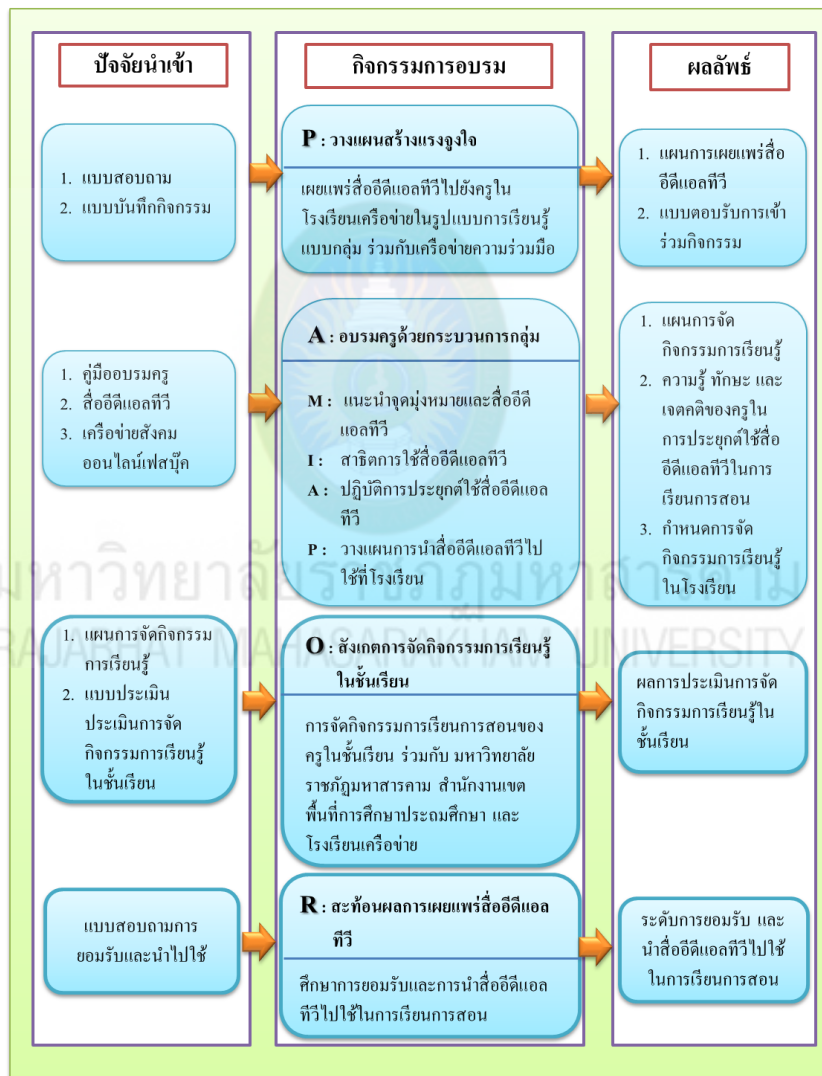 ปัจจัยนำเข้า
กิจกรรมการอบรม
ผลลัพธ์
1. แบบสอบถาม
2. แบบบันทึกกิจกรรม
P : วางแผนสร้างแรงจูงใจ
เผยแพร่สื่ออีดีแอลทีวีไปยังครูใน
โรงเรียนเครือข่ายในรูปแบบการเรียนรู้
แบบกลุ่ม ร่วมกับเครือข่ายความร่วมมือ
1. แผนการเผยแพร่สื่อ
อีดีแอลทีวี
2. แบบตอบรับการเข้า
ร่วมกิจกรรม
1. คู่มืออบรมครู
2. สื่ออีดีแอลทีวี
3. เครือข่ายสังคม
ออนไลน์เฟสบุ๊ค
A : อบรมครูด้วยกระบวนการกลุ่ม
M : แนะนำจุดมุ่งหมายและสื่ออีดี
แอลทีวี
I : สาธิตการใช้สื่ออีดีแอลทีวี
A : ปฏิบัติการประยุกต์ใช้สื่ออีดีแอล
ทีวี
P : วางแผนการนำสื่ออีดีแอลทีวีไป
ใช้ที่โรงเรียน
1. แผนการจัด
กิจกรรมการเรียนรู้
2. ความรู้ ทักษะ และ
เจตคติของครูใน
การประยุกต์ใช้สื่อ
อีดีแอลทีวีในการ
เรียนการสอน
3. กำหนดการจัด
กิจกรรมการเรียนรู้
ในโรงเรียน
มหาวิทยาลัยราชภัฏมหาสารคาม
RAJABHAT MAHASARAKHAM UNIVERSITY
1. แผนการจัดกิจกรรม
การเรียนรู้
2. แบบประเมิน
ประเมินการจัด
กิจกรรมการเรียนรู้
ในชั้นเรียน
O : สังเกตการจัดกิจกรรมการเรียนรู้
ในชั้นเรียน
การจัดกิจกรรมการเรียนการสอนของ
ครูในชั้นเรียน ร่วมกับ มหาวิทยาลัย
ราชภัฏมหาสารคาม สำนักงานเขต
พื้นที่การศึกษาประถมศึกษา และ
โรงเรียนเครือข่าย
ผลการประเมินการจัด
กิจกรรมการเรียนรู้ใน
ชั้นเรียน
แบบสอบถามการ
ยอมรับและนำไปใช้
R : สะท้อนผลการเผยแพร่สื่ออีดีแอล
ทีวี
ศึกษาการยอมรับและการนำสื่ออีดีแอล
ทีวีไปใช้ในการเรียนการสอน
ระดับการยอมรับ และ
นำสื่ออีดีแอลทีวีไปใช้
ในการเรียนการสอน